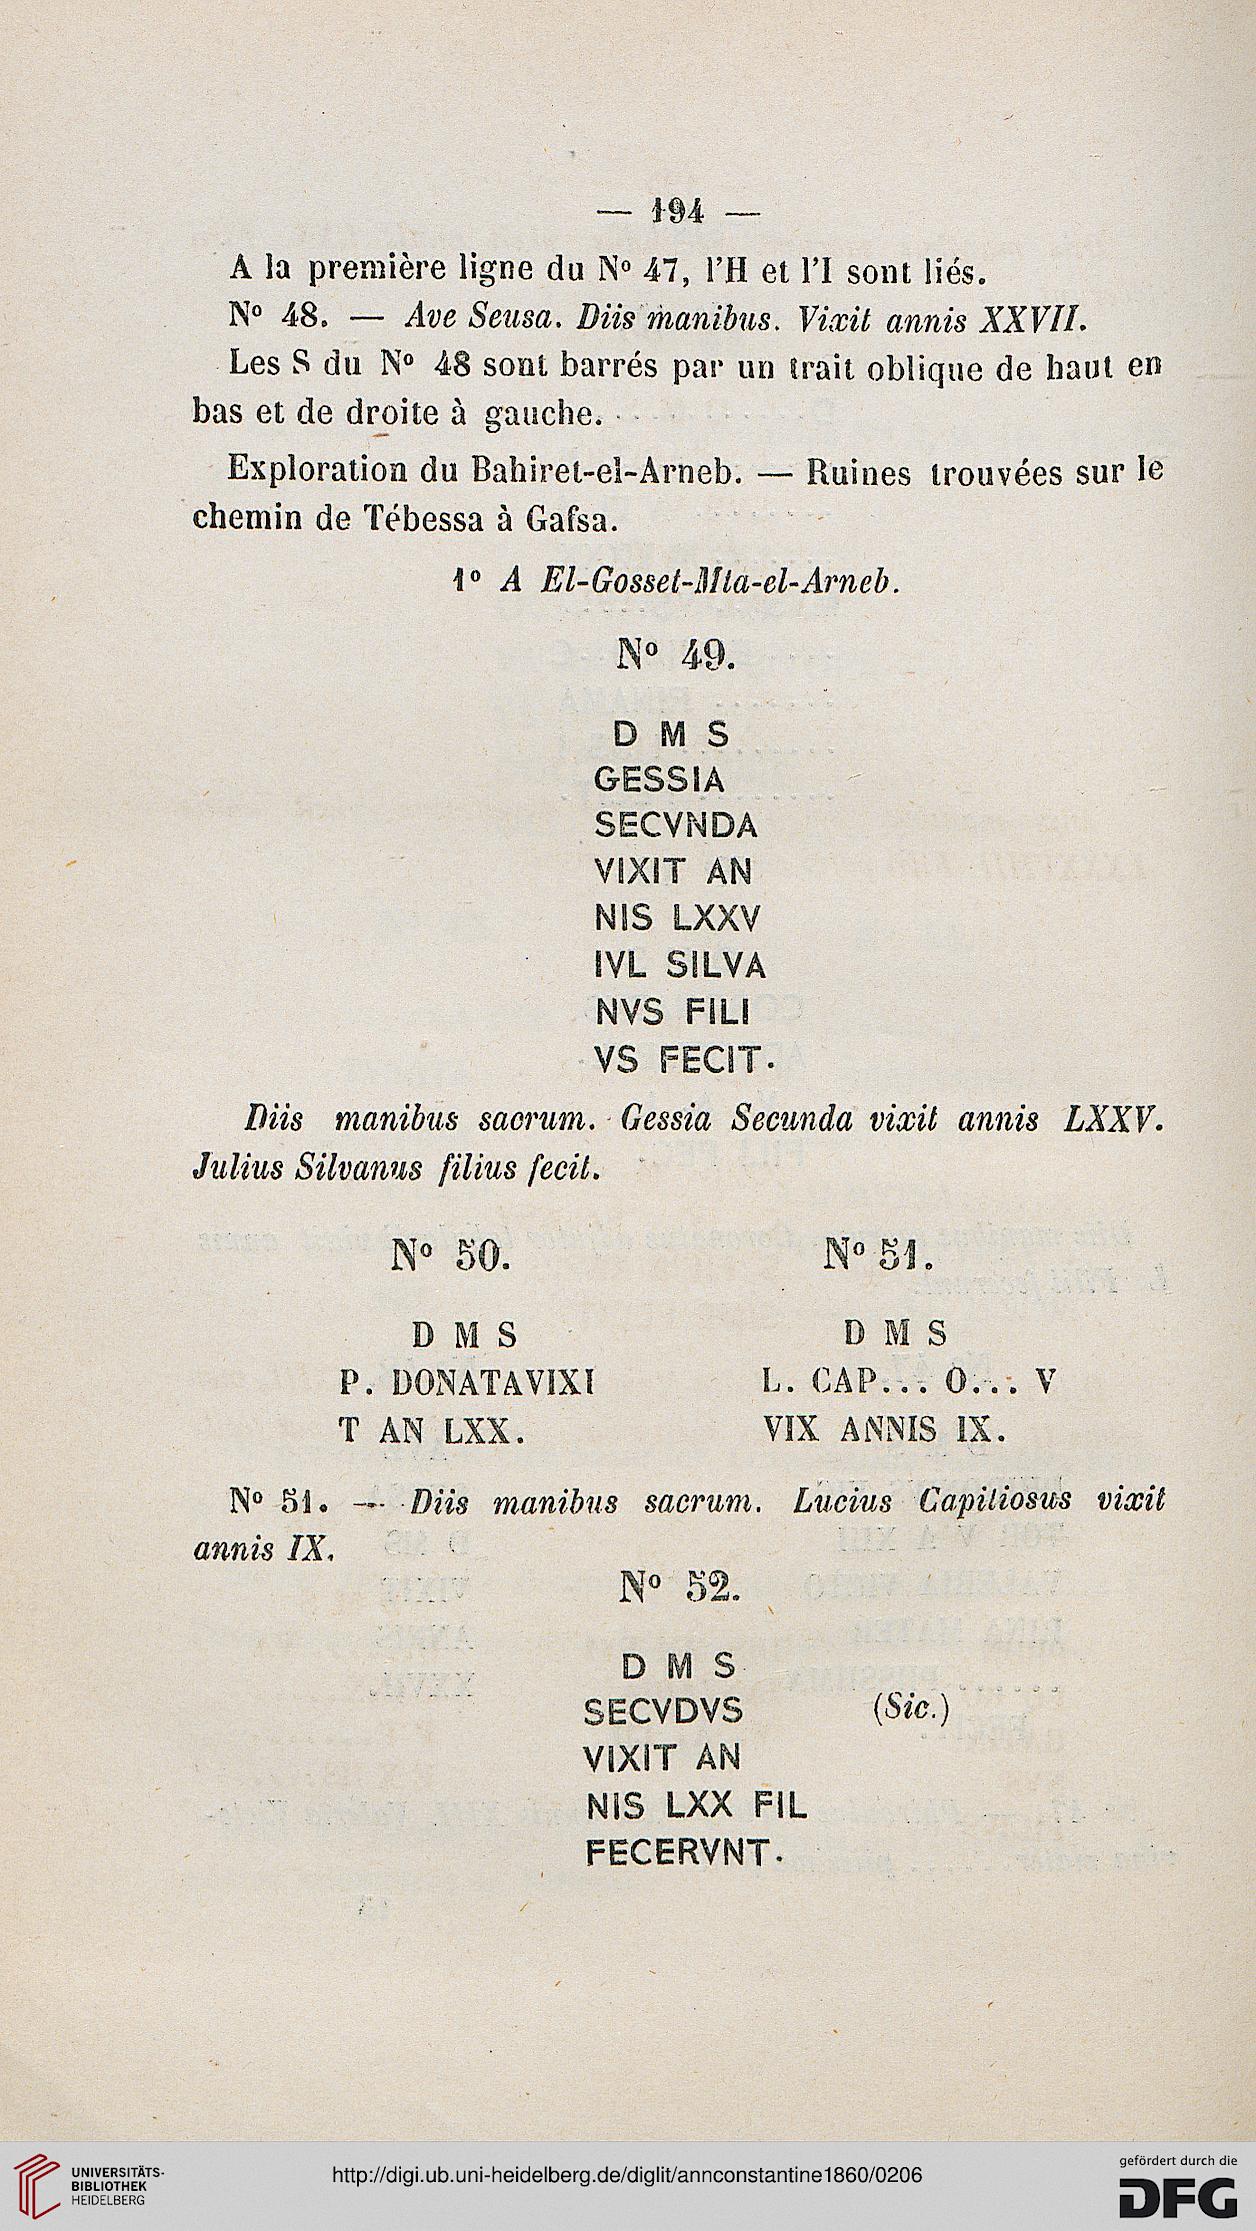 — 194 —
A la première ligne du N° 47, l'H et l'I sont liés.
N° 48. — Ave Seusa. Diis manibus. Vixit annis XXVII.
Les S du N° 48 sont barrés par un trait oblique de haut en
bas et de droite à gauche.
Exploration du Bahiret-el-Arneb. — Ruines trouvées sur le
chemin de Tébessa à Gafsa.
1° A El-Gosset-Mta-el-Arneb.
N° 49.
D M S
GESSIA
SECVNDA
VIXIT AN
NIS LXXV
IVL SILVA
NVS FILI
VS FECIT.
Diis manibus sacrum. Gessia Secunda vixit annis LXXV.
Julius Silvanus filius fecit.
N° 50.
D M S
P. DONATAVIXI
T AN LXX.
N° 51.
D M S
L. CAP... O... V
VIX ANNIS IX.
N° 51. — Diis manibus sacrum. Lucius Capitiosus vixit
annis IX.
N° 52.
D M S
SECVDVS (Sic.)
VIXIT AN
NIS LXX FIL
FECERVNT.
UNIVERSITÄTS-
BIBLIOTHEK
HEIDELBERG
http://digi.ub.uni-heidelberg.de/diglit/annconstantine1860/0206
gefördert durch die
DFG